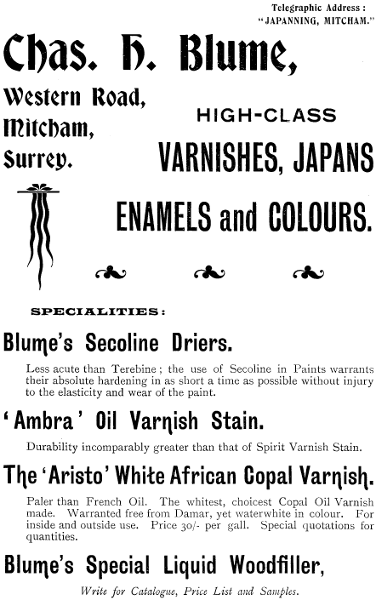 Telegraphic Address :
"JAPANNING, MITCHAM."
Chas. H. Blume,
Western Road,
Mitcham,
Surrey.
HIGH-CLASS
VARNISHES, JAPANS
ENAMELS and COLOURS.
SPECIALITIES :
Blume's Secoline Driers.
Less acute than Terebine ; the use of Secoline in Paints warrants
their absolute hardening in as short a time as possible without injury
to the elasticity and wear of the paint.
'Ambra' Oil Varnish Stain.
Durability incomparably greater than that of Spirit Varnish Stain.
The 'Aristo' White African Copal Varnish.
Paler than French Oil. The whitest, choicest Copal Oil Varnish
made. Warranted free from Damar, yet waterwhite in colour. For
inside and outside use. Price 30/- per gall. Special quotations for
quantities.
Blume's Special Liquid Woodfiller,
Write for Catalogue, Price List and Samples.